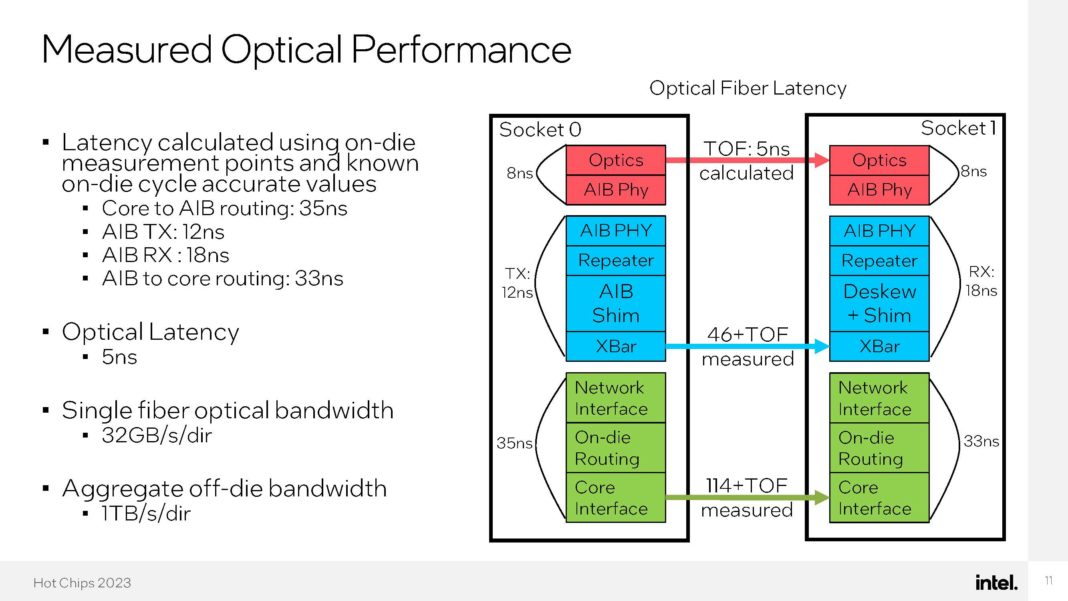 Measured Optical Performance
▪ Latency calculated using on-die
measurement points and known
on-die cycle accurate values
▪ Core to AIB routing: 35ns
▪ AIB TX: 12ns
▪ AIB RX : 18ns
▪ AIB to core routing: 33ns
▪ Optical Latency
▪ 5ns
▪ Single fiber optical bandwidth
▪ 32GB/s/dir
▪ Aggregate off-die bandwidth
▪ 1TB/s/dir
Optical Fiber Latency
Socket 0
8ns
Optics
AIB Phy
TX:
12ns
AIB PHY
Repeater
AIB
Shim
XBar
35ns
Network
Interface
On-die
Routing
Core
Interface
TOF: 5ns
calculated
46+TOF
measured
114+TOF
measured
Socket 1
Optics
AIB Phy
8ns
AIB PHY
Repeater
Deskew
+ Shim
XBar
RX:
18ns
Network
Interface
On-die
Routing
Core
Interface
33ns
Hot Chips 2023
intel.
11